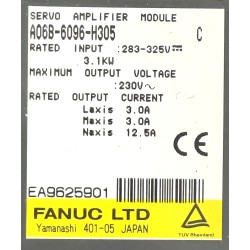 SERVO AMPLIFIER MODULE
A06B-6096-H305 C
RATED INPUT :283-325V⎓
3.1KW
MAXIMUM OUTPUT VOLTAGE
:230V~
RATED OUTPUT CURRENT
Laxis 3.0A
Maxis 3.0A
Naxis 12.5A
EA9625901
FANUC LTD
Yamanashi 401-05 JAPAN
TÜV Rheinland